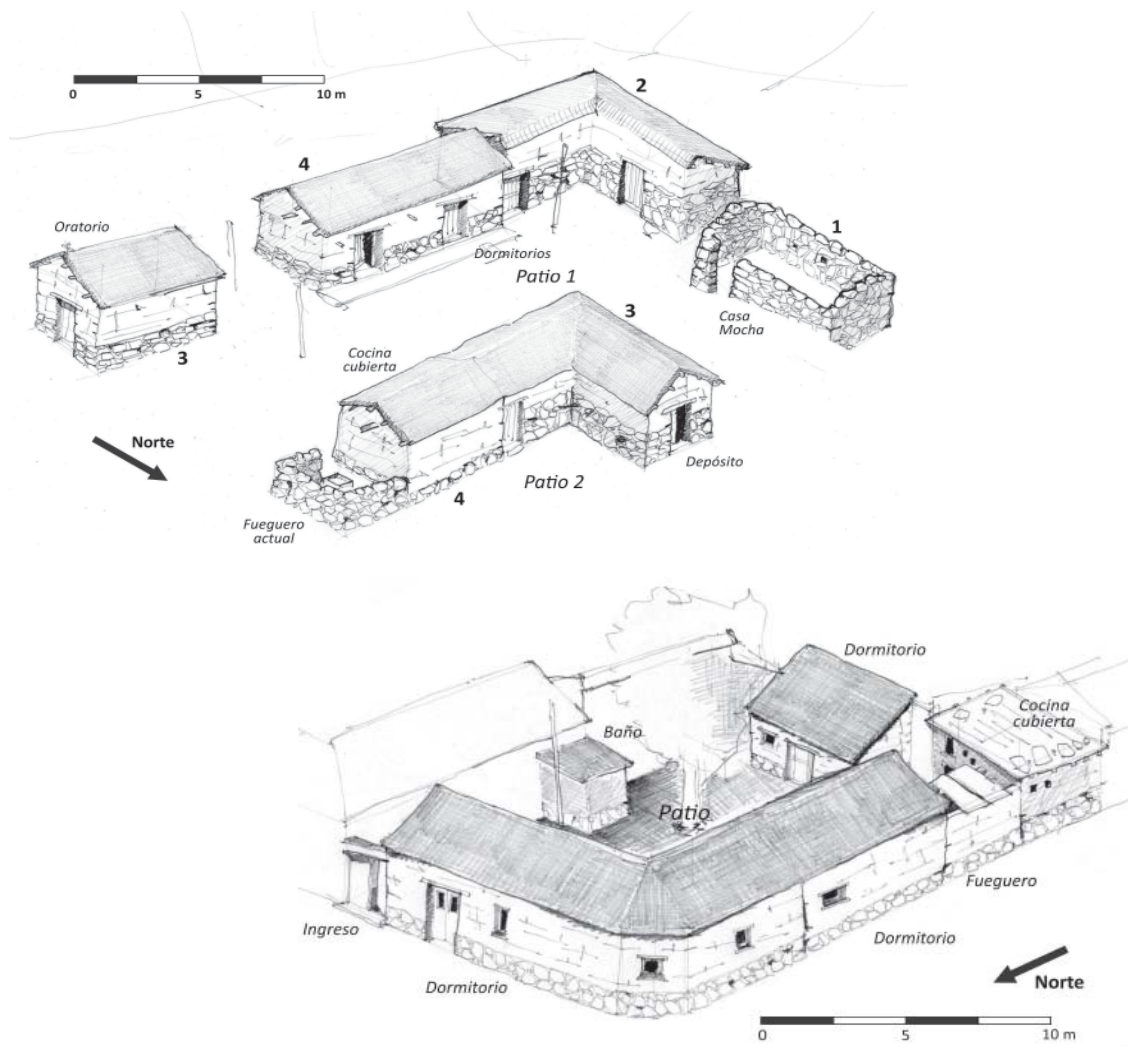 0 5 10 m
2
4
Oratorio
1
Dormitorios
Patio 1
3
Casa
Mocha
Cocina
cubierta
3
Norte
Depósito
Patio 2
4
Fueguero
actual
Dormitorio
Cocina
cubierta
Baño
Patio
Fueguero
Ingreso
Dormitorio
Dormitorio
Norte
0 5 10 m